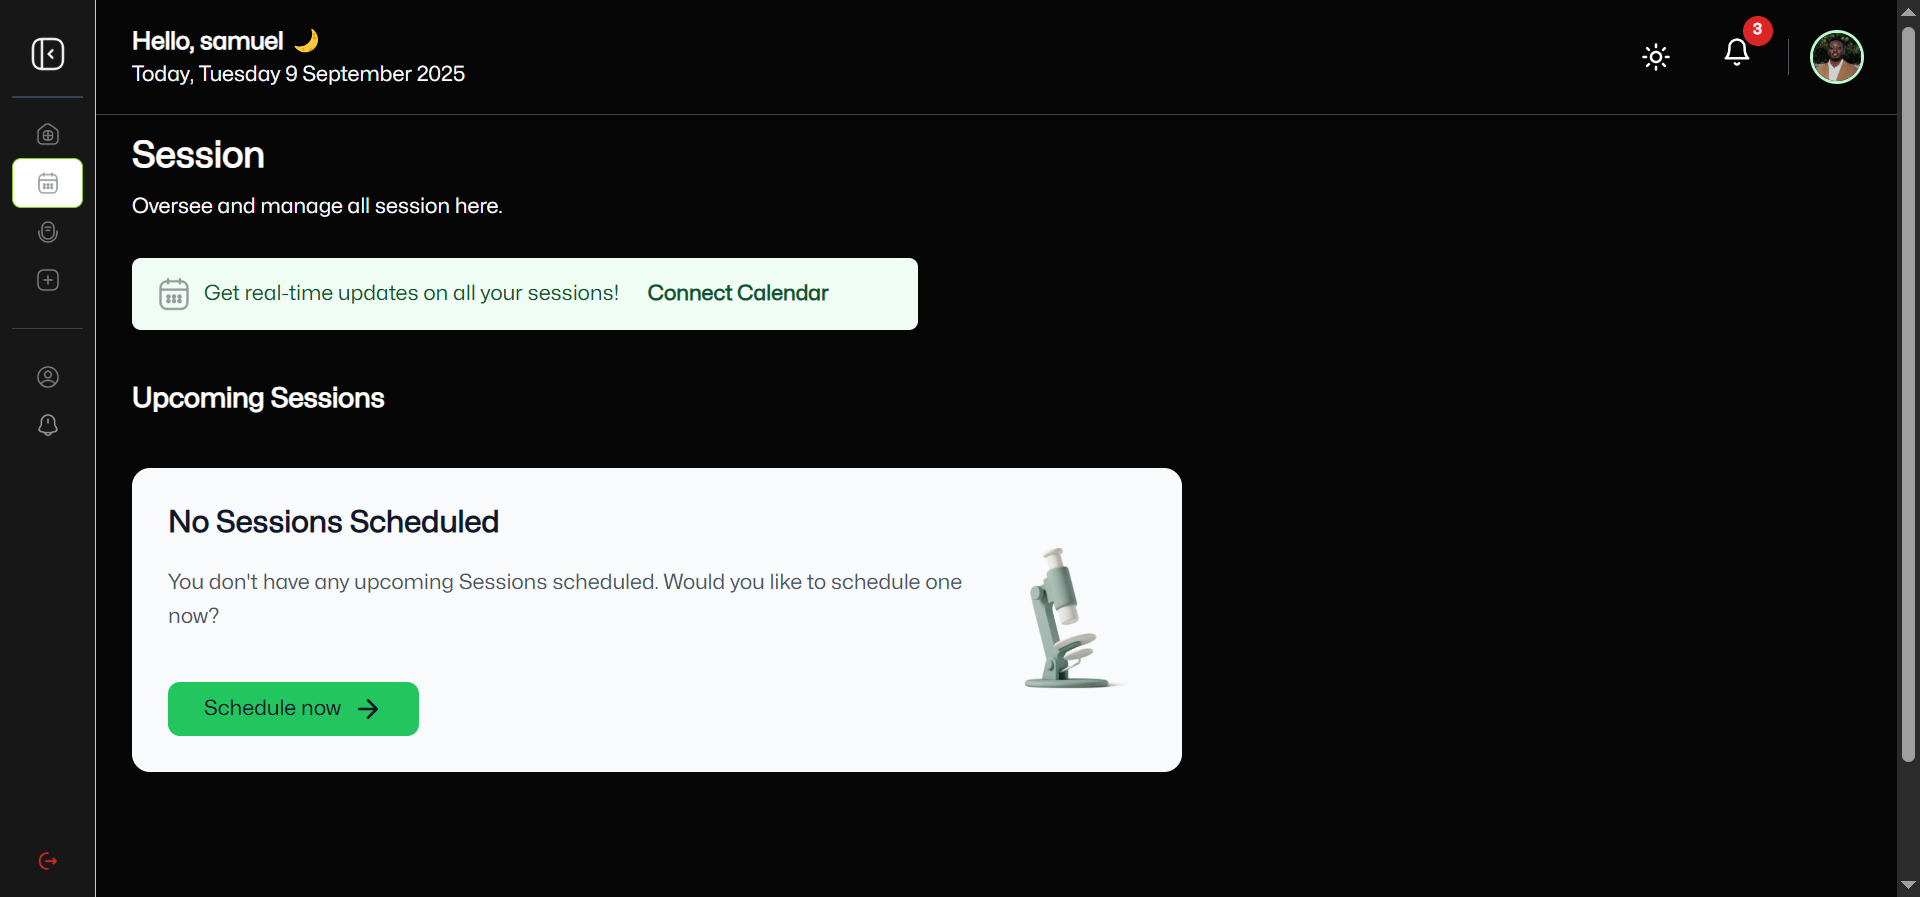 Hello, samuel 🌙
Today, Tuesday 9 September 2025
3
Session
Oversee and manage all session here.
Get real-time updates on all your sessions! Connect Calendar
Upcoming Sessions
No Sessions Scheduled
You don't have any upcoming Sessions scheduled. Would you like to schedule one
now?
Schedule now